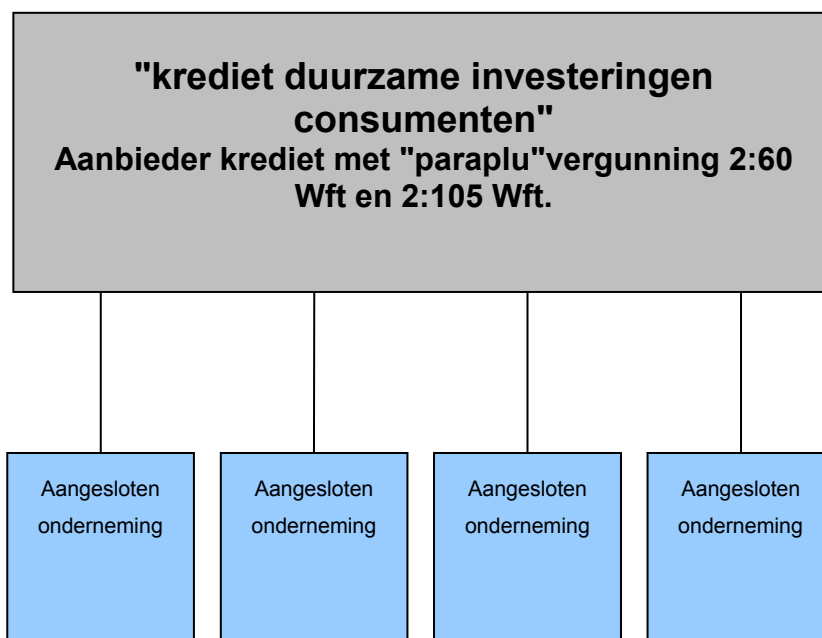 "krediet duurzame investeringen
consumenten"
Aanbieder krediet met "paraplu"vergunning 2:60
Wft en 2:105 Wft.
Aangesloten
onderneming
Aangesloten
onderneming
Aangesloten
onderneming
Aangesloten
onderneming